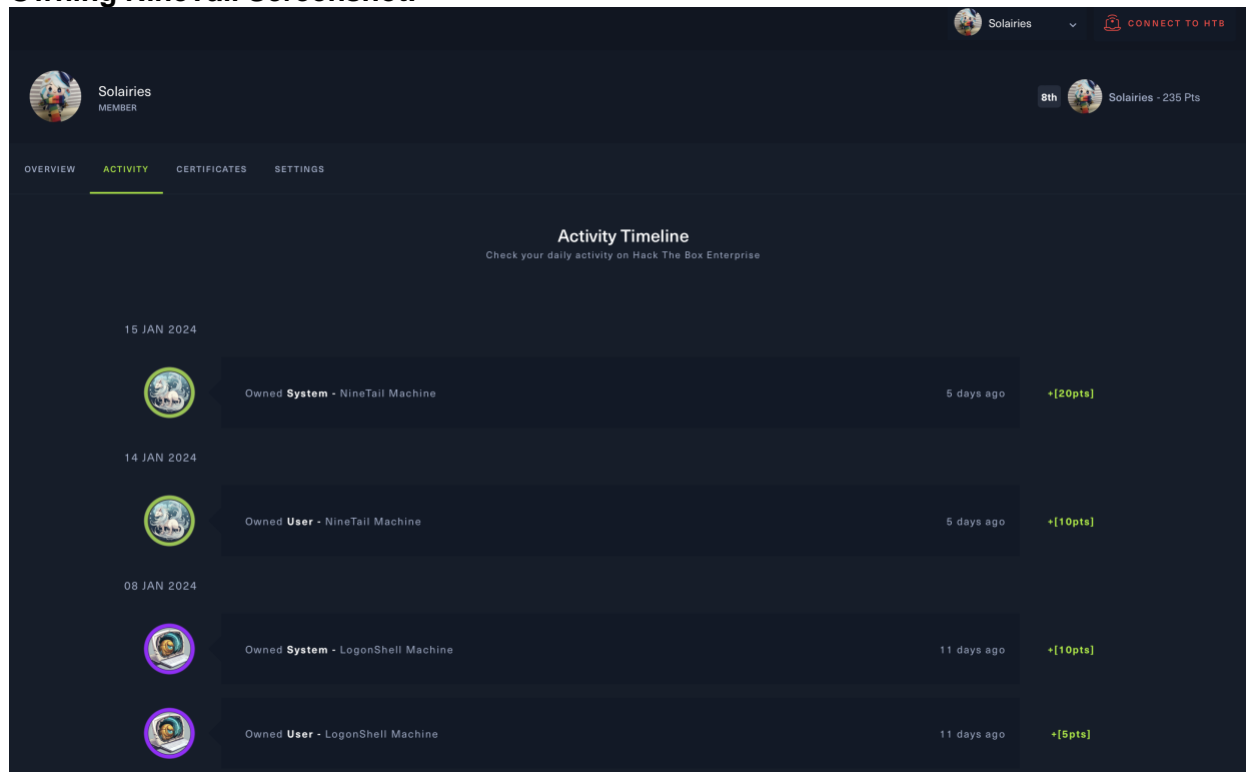 Owning NineTail Screenshot:
Solairies
CONNECT TO HTB
Solairies
MEMBER
8th Solairies - 235 Pts
OVERVIEW ACTIVITY CERTIFICATES SETTINGS
Activity Timeline
Check your daily activity on Hack The Box Enterprise
15 JAN 2024
Owned System - NineTail Machine 5 days ago +[20pts]
14 JAN 2024
Owned User - NineTail Machine 5 days ago +[10pts]
08 JAN 2024
Owned System - LogonShell Machine 11 days ago +[10pts]
Owned User - LogonShell Machine 11 days ago +[5pts]